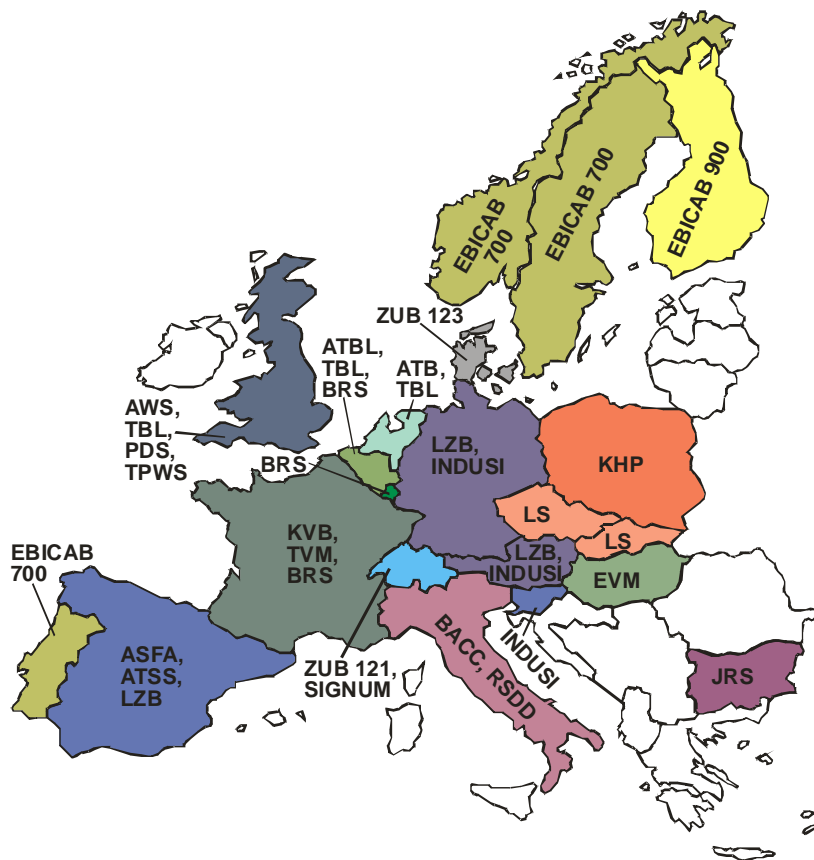 EBICAB 700
EBICAB
700
EBICAB 900
ZUB 123
ATBL,
TBL,
BRS
ATB,
TBL
AWS,
TBL,
PDS,
TPWS
BRS
LZB,
INDUSI
KHP
LS
LS
KVB,
TVM,
BRS
LZB,
INDUSI
EVM
EBICAB
700
ASFA,
ATSS,
LZB
ZUB 121,
SIGNUM
BACC, RSDD
INDUSI
JRS